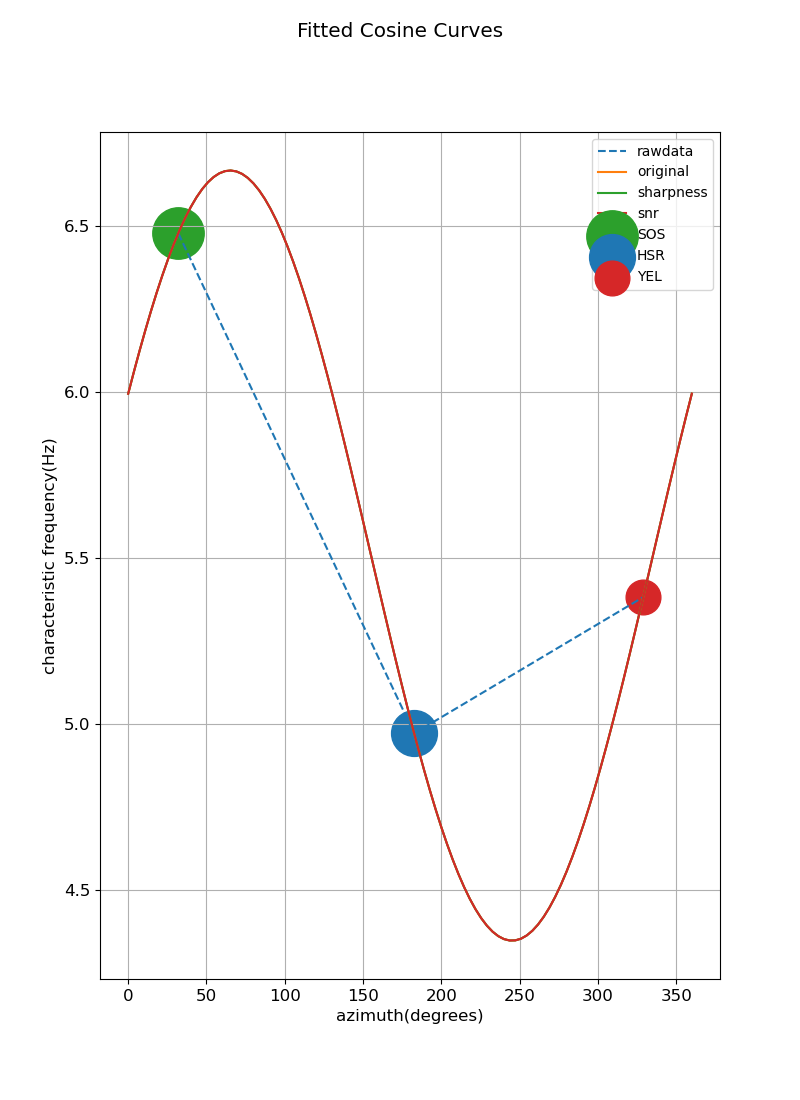 Fitted Cosine Curves
rawdata
original
sharpness
snr
SOS
HSR
YEL
characteristic frequency(Hz)
6.5
6.0
5.5
5.0
4.5
0 50 100 150 200 250 300 350
azimuth(degrees)